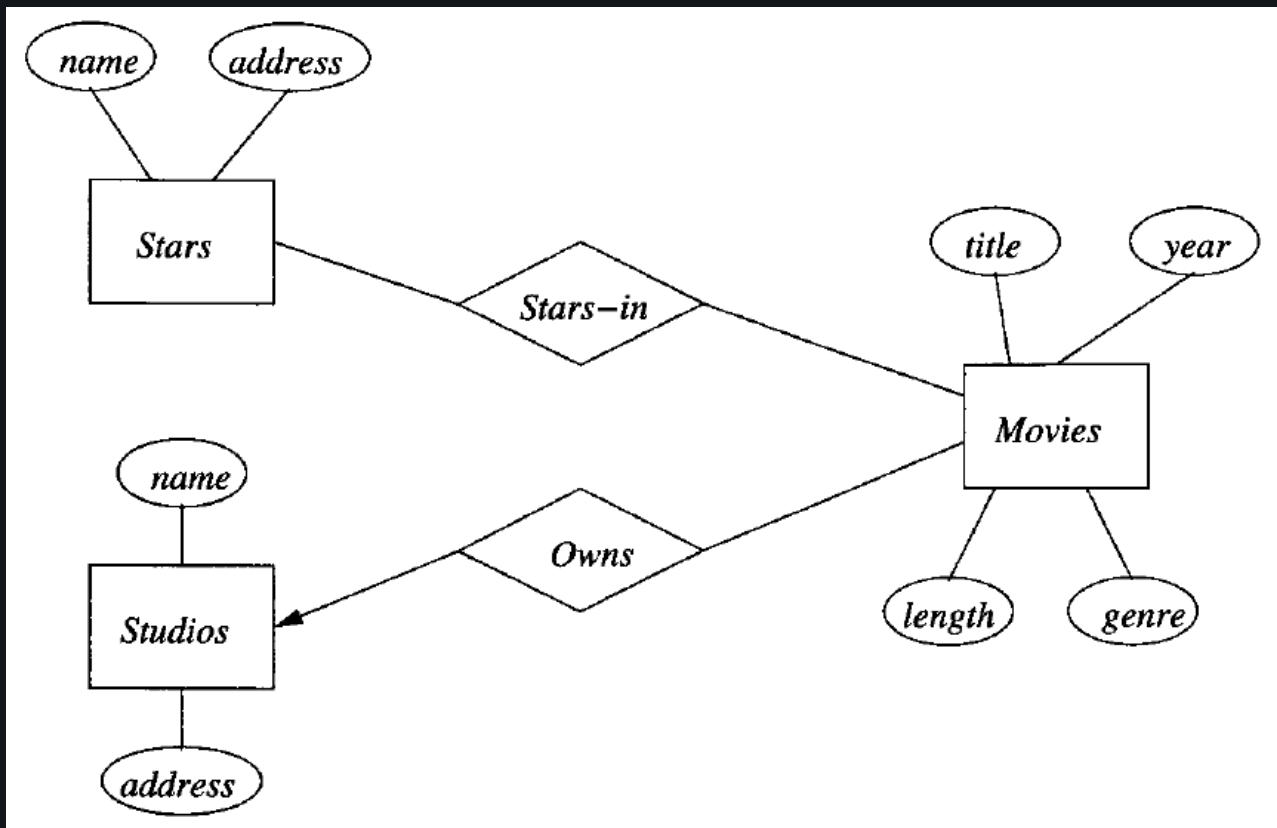 name
address
Stars
Stars-in
title
year
Movies
name
Owns
Studios
length
genre
address